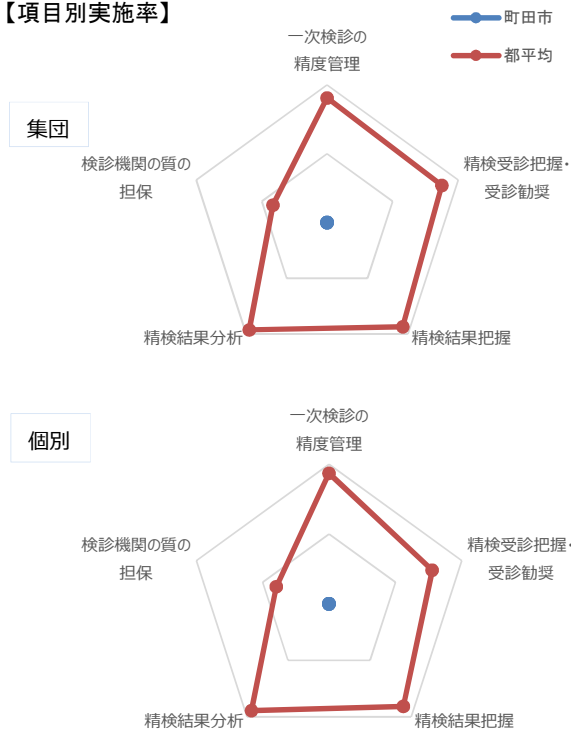 【項目別実施率】
町田市
都平均
集団
一次検診の
精度管理
精検受診把握・
受診勧奨
精検結果把握
精検結果分析
検診機関の質の
担保
個別
一次検診の
精度管理
精検受診把握・
受診勧奨
精検結果把握
精検結果分析
検診機関の質の
担保